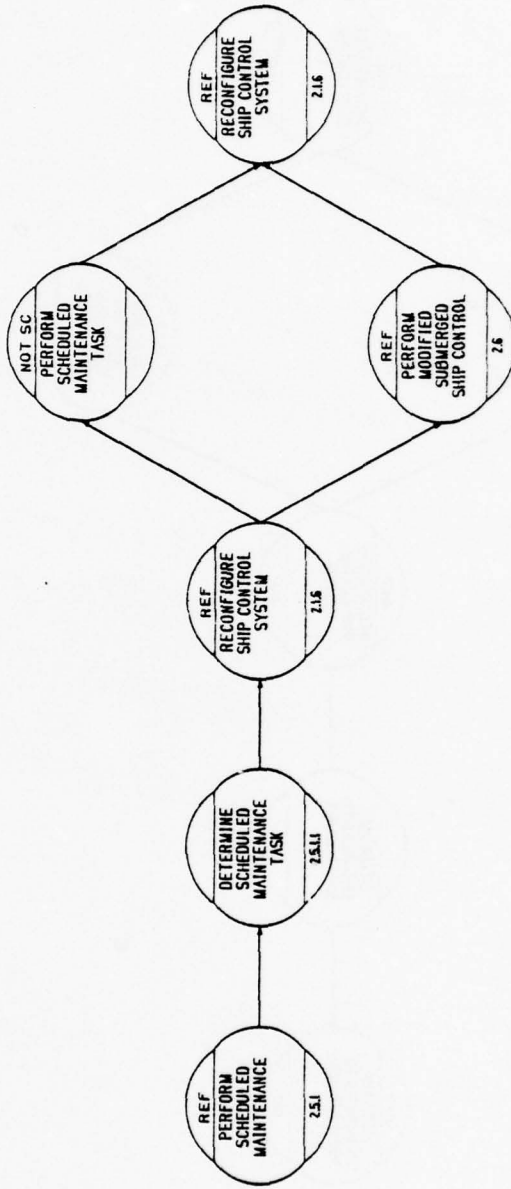 REF
PERFORM
SCHEDULED
MAINTENANCE
2.5.1
DETERMINE
SCHEDULED
MAINTENANCE
TASK
2.5.1.1
REF
RECONFIGURE
SHIP CONTROL
SYSTEM
2.1.6
NOT SC
PERFORM
SCHEDULED
MAINTENANCE
TASK
REF
PERFORM
MODIFIED
SUBMERGED
SHIP CONTROL
2.6
REF
RECONFIGURE
SHIP CONTROL
SYSTEM
2.1.6